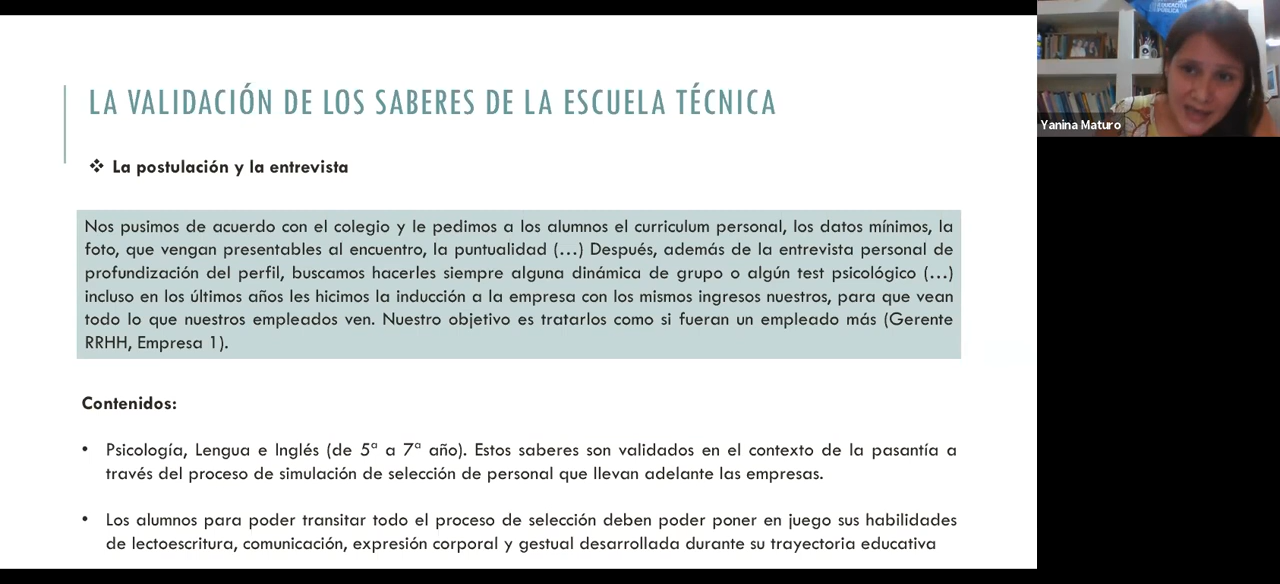 LA VALIDACIÓN DE LOS SABERES DE LA ESCUELA TÉCNICA
❖ La postulación y la entrevista
Nos pusimos de acuerdo con el colegio y le pedimos a los alumnos el curriculum personal, los datos mínimos, la
foto, que vengan presentables al encuentro, la puntualidad (…) Después, además de la entrevista personal de
profundización del perfil, buscamos hacerles siempre alguna dinámica de grupo o algún test psicológico (…)
incluso en los últimos años les hicimos la inducción a la empresa con los mismos ingresos nuestros, para que vean
todo lo que nuestros empleados ven. Nuestro objetivo es tratarlos como si fueran un empleado más (Gerente
RRHH, Empresa 1).
Contenidos:
• Psicología, Lengua e Inglés (de 5ª a 7ª año). Estos saberes son validados en el contexto de la pasantía a
través del proceso de simulación de selección de personal que llevan adelante las empresas.
• Los alumnos para poder transitar todo el proceso de selección deben poder poner en juego sus habilidades
de lectoescritura, comunicación, expresión corporal y gestual desarrollada durante su trayectoria educativa
EDUCACIÓN
PÚBLICA
Yanina Maturo